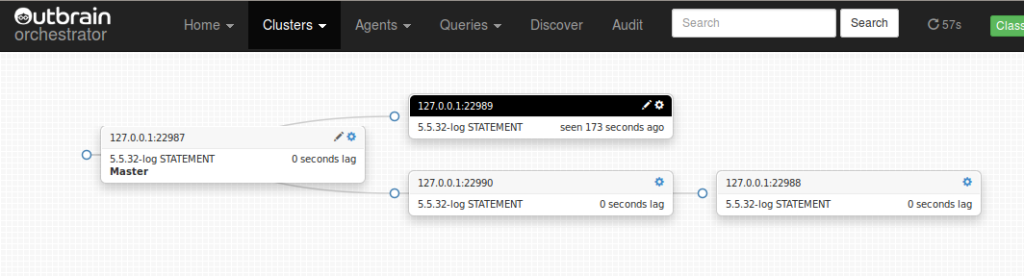 Outbrain
orchestrator
Home Clusters Agents Queries Discover Audit Search Search 57s Class
127.0.0.1:22989
5.5.32-log STATEMENT seen 173 seconds ago
127.0.0.1:22987
5.5.32-log STATEMENT 0 seconds lag
Master
127.0.0.1:22990
5.5.32-log STATEMENT 0 seconds lag
127.0.0.1:22988
5.5.32-log STATEMENT 0 seconds lag